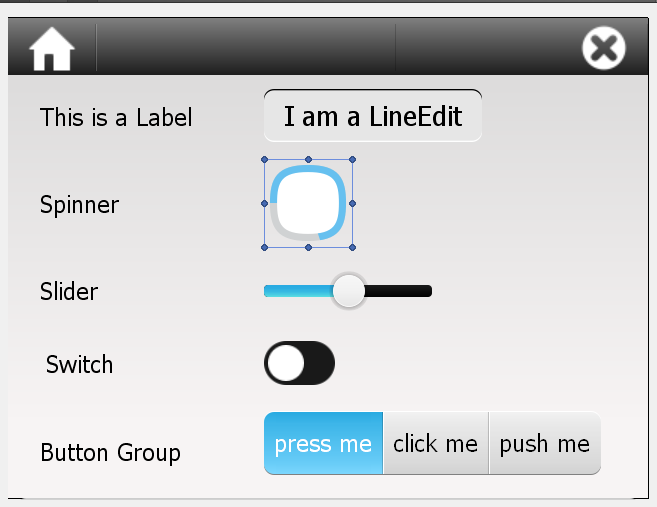 This is a Label
I am a LineEdit
Spinner
Slider
Switch
Button Group
press me
click me
push me